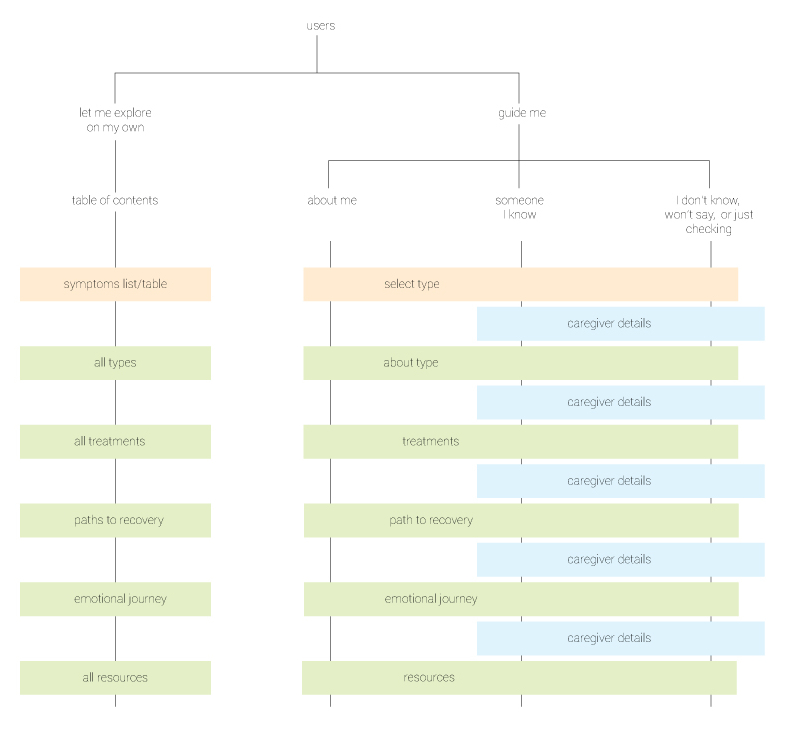 users
let me explore
on my own
guide me
table of contents
about me
someone
I know
I don't know,
won't say, or just
checking
symptoms list/table
select type
caregiver details
all types
about type
caregiver details
all treatments
treatments
caregiver details
paths to recovery
path to recovery
caregiver details
emotional journey
emotional journey
caregiver details
all resources
resources